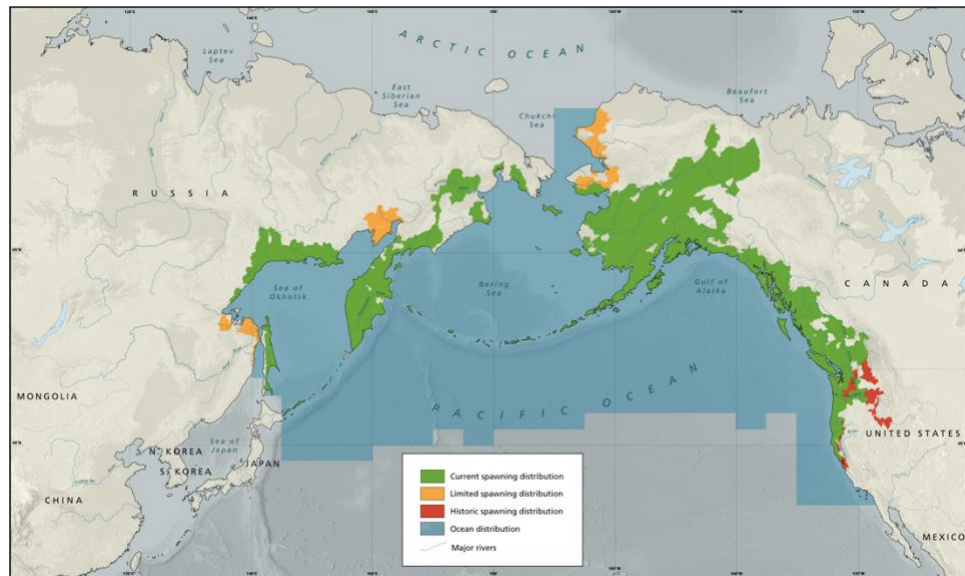 ARCTIC OCEAN
Laptev
Sea
East
Siberian
Sea
Beaufort
Sea
Chukchi
Sea
RUSSIA
CANADA
Sea of
Okhotsk
Bering
Sea
Gulf of
Alaska
MONGOLIA
PACIFIC OCEAN
UNITED STATES
Sea of
Japan
N. KOREA
S. KOREA
JAPAN
CHINA
MEXICO
Current spawning distribution
Limited spawning distribution
Historic spawning distribution
Ocean distribution
Major rivers